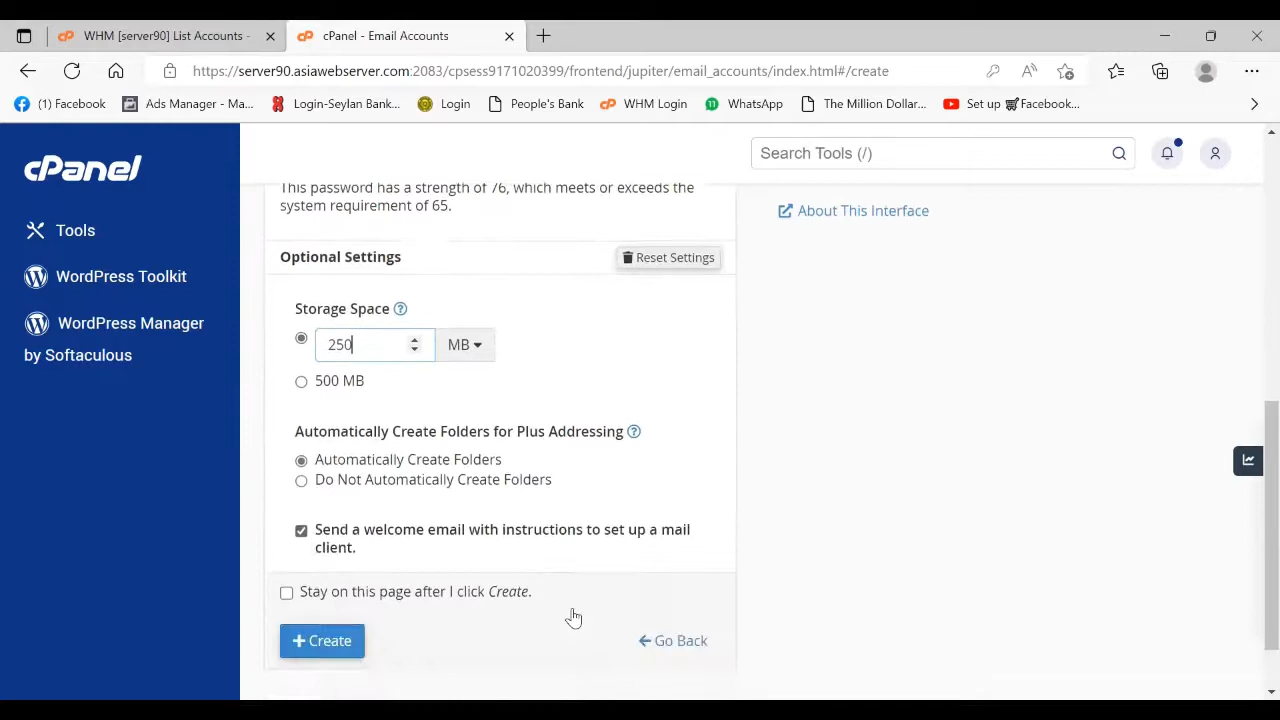 WHM [server90] List Accounts -
cPanel - Email Accounts
https://server90.asiawebserver.com:2083/cpsess9171020399/frontend/jupiter/email_accounts/index.html#/create
(1) Facebook
Ads Manager - Ma...
Login-Seylan Bank...
Login
People's Bank
WHM Login
WhatsApp
The Million Dollar...
Set up 🛒Facebook...
cPanel
Tools
WordPress Toolkit
WordPress Manager
by Softaculous
Search Tools (/)
This password has a strength of 76, which meets or exceeds the
system requirement of 65.
About This Interface
Optional Settings
Reset Settings
Storage Space
250
MB
500 MB
Automatically Create Folders for Plus Addressing
Automatically Create Folders
Do Not Automatically Create Folders
Send a welcome email with instructions to set up a mail
client.
Stay on this page after I click Create.
Create
Go Back